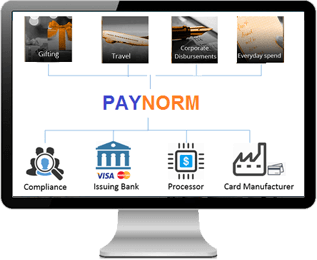 Gifting
Travel
Corporate
Disbursements
Everyday spend
PAYNORM
VISA
Compliance
Issuing Bank
Processor
Card Manufacturer